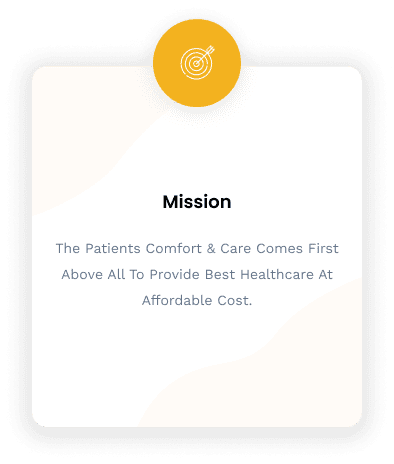 Mission
The Patients Comfort & Care Comes First
Above All To Provide Best Healthcare At
Affordable Cost.